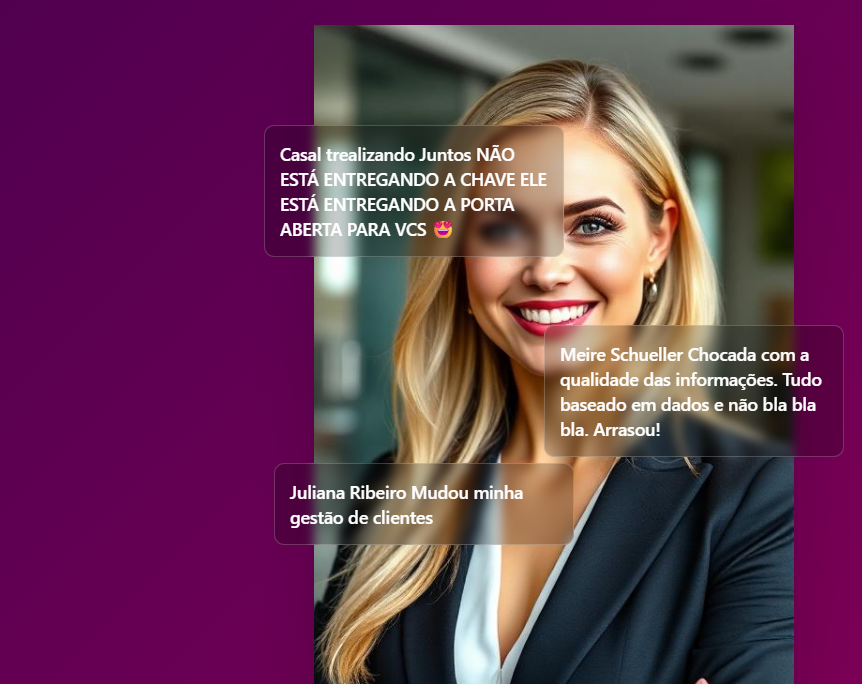 Casal trealizando Juntos NÃO
ESTÁ ENTREGANDO A CHAVE ELE
ESTÁ ENTREGANDO A PORTA
ABERTA PARA VCS 😍
Meire Schueller Chocada com a
qualidade das informações. Tudo
baseado em dados e não bla bla
bla. Arrasou!
Juliana Ribeiro Mudou minha
gestão de clientes